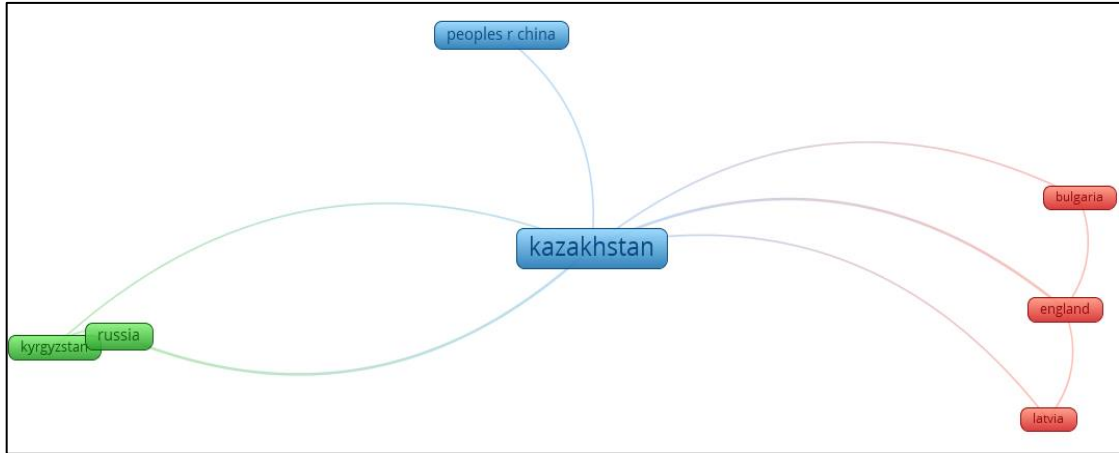 peoples r china
bulgaria
kazakhstan
england
russia
kyrgyzstan
latvia